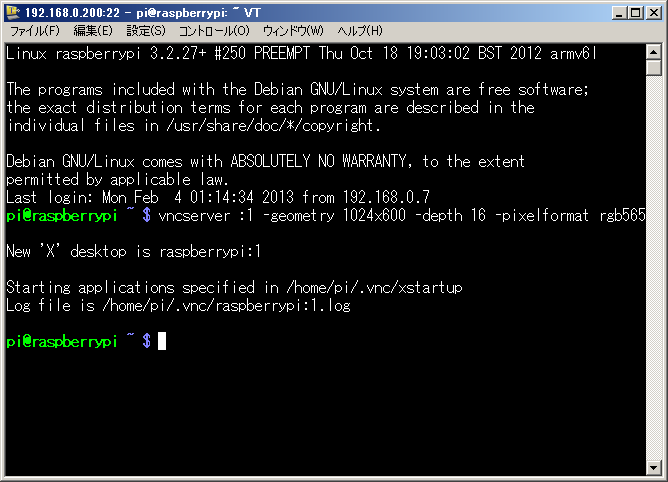 192.168.0.200:22 - pi@raspberrypi: ~ VT
ファイル(F) 編集(E) 設定(S) コントロール(O) ウィンドウ(W) ヘルプ(H)
Linux raspberrypi 3.2.27+ #250 PREEMPT Thu Oct 18 19:03:02 BST 2012 armv6l
The programs included with the Debian GNU/Linux system are free software;
the exact distribution terms for each program are described in the
individual files in /usr/share/doc/*/copyright.
Debian GNU/Linux comes with ABSOLUTELY NO WARRANTY, to the extent
permitted by applicable law.
Last login: Mon Feb  4 01:14:34 2013 from 192.168.0.7
pi@raspberrypi ~ $ vncserver :1 -geometry 1024x600 -depth 16 -pixelformat rgb565
New 'X' desktop is raspberrypi:1
Starting applications specified in /home/pi/.vnc/xstartup
Log file is /home/pi/.vnc/raspberrypi:1.log
pi@raspberrypi ~ $